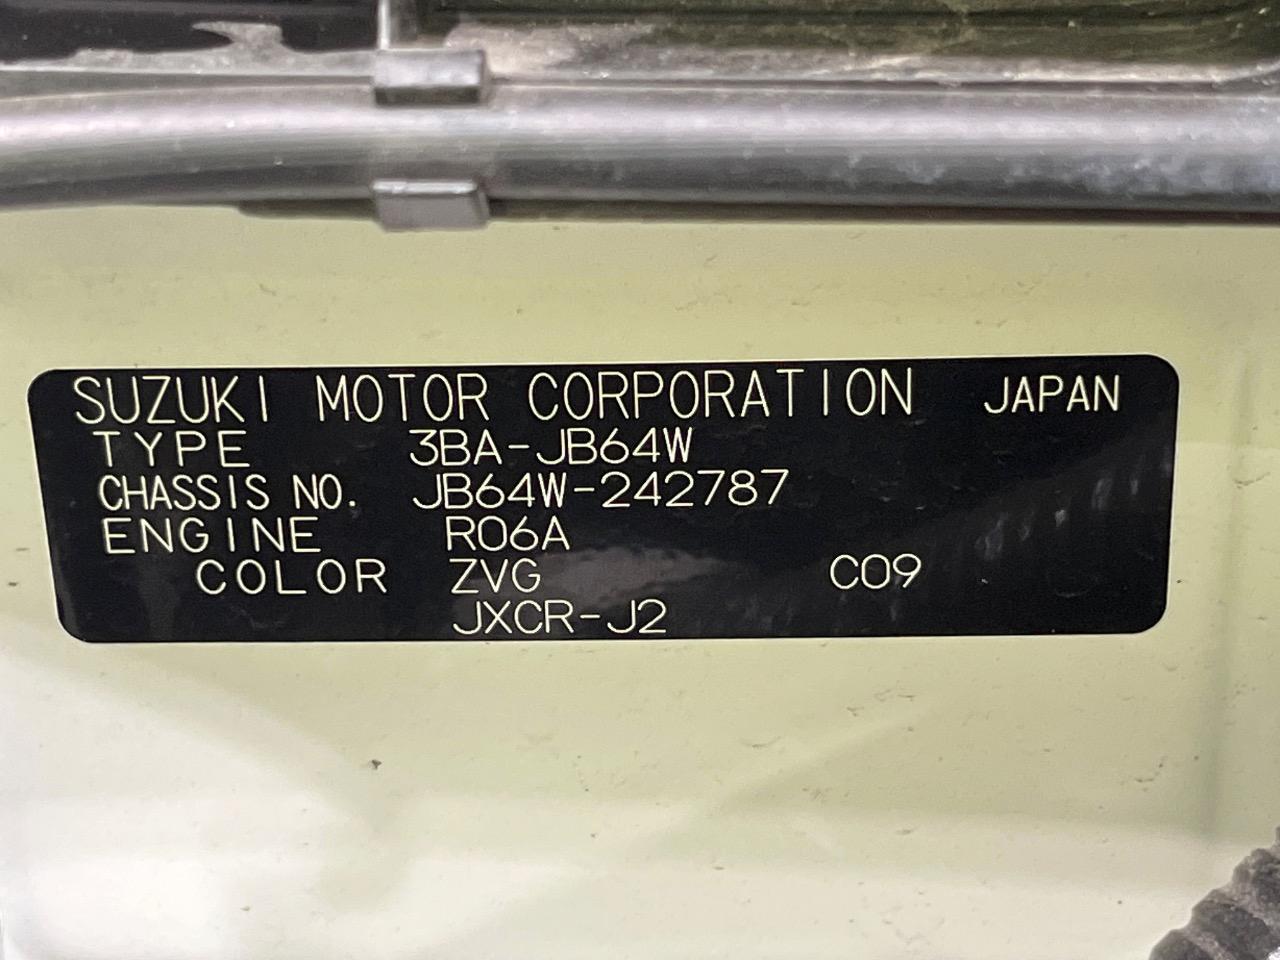 SUZUKI MOTOR CORPORATION JAPAN
TYPE 3BA-JB64W
CHASSIS NO. JB64W-242787
ENGINE R06A
COLOR ZVG C09
JXCR-J2